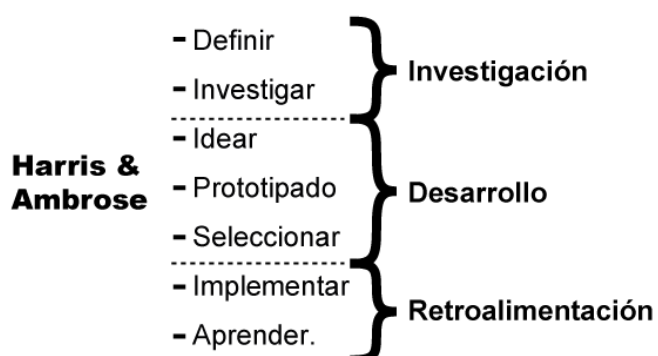 Harris &
Ambrose
- Definir
- Investigar
Investigación
- Idear
- Prototipado
- Seleccionar
Desarrollo
- Implementar
- Aprender.
Retroalimentación